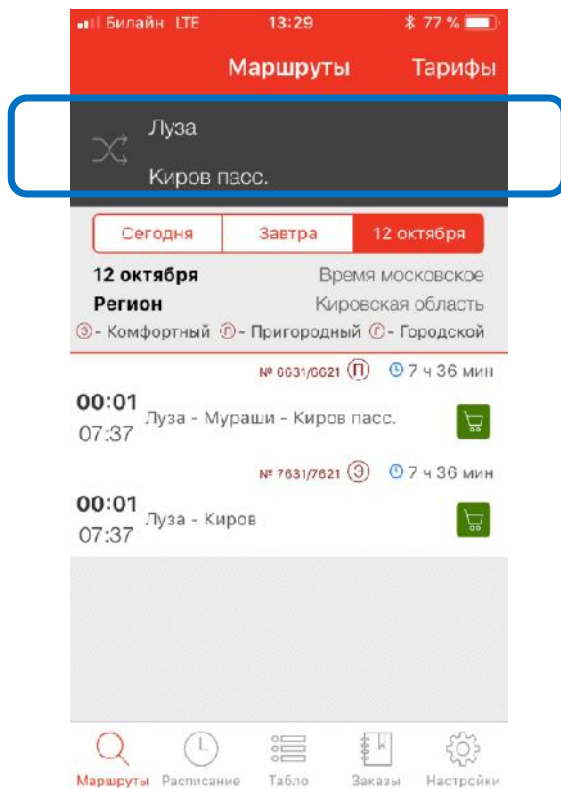 Билайн LTE 13:29 77 %
Маршруты Тарифы
Луза
Киров пасс.
Сегодня Завтра 12 октября
12 октября Время московское
Регион Кировская область
Э - Комфортный П - Пригородный Г - Городской
№ 6631/6621 П 7 ч 36 мин
00:01
Луза - Мураши - Киров пасс.
07:37
№ 7631/7621 Э 7 ч 36 мин
00:01
Луза - Киров
07:37
Маршруты Расписание Табло Заказы Настройки